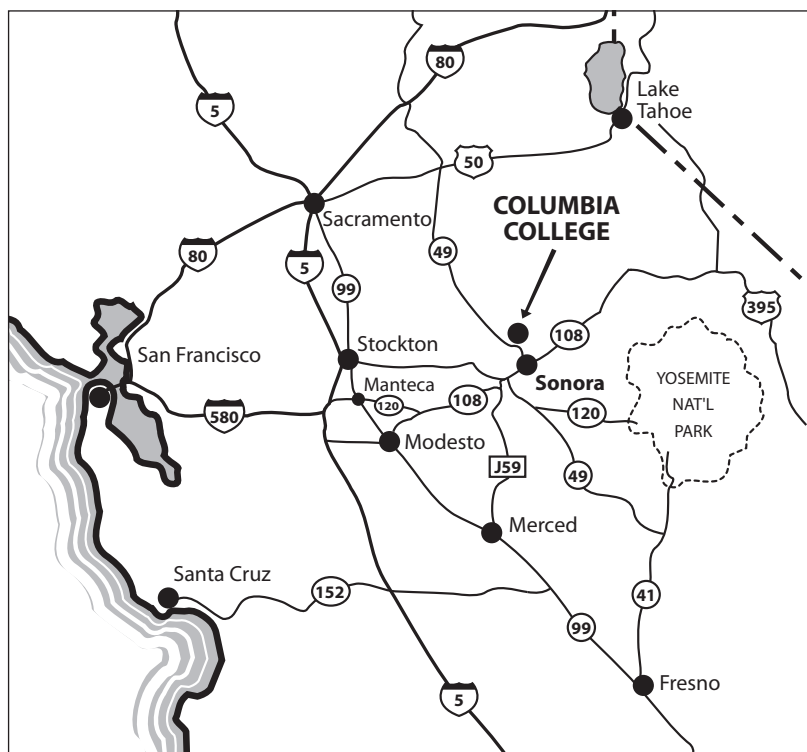 5
80
Lake
Tahoe
50
Sacramento
COLUMBIA
COLLEGE
80
5
49
99
395
108
San Francisco
Stockton
Sonora
YOSEMITE
NAT'L
PARK
Manteca
120
108
120
580
Modesto
J59
49
Merced
Santa Cruz
152
41
99
Fresno
5